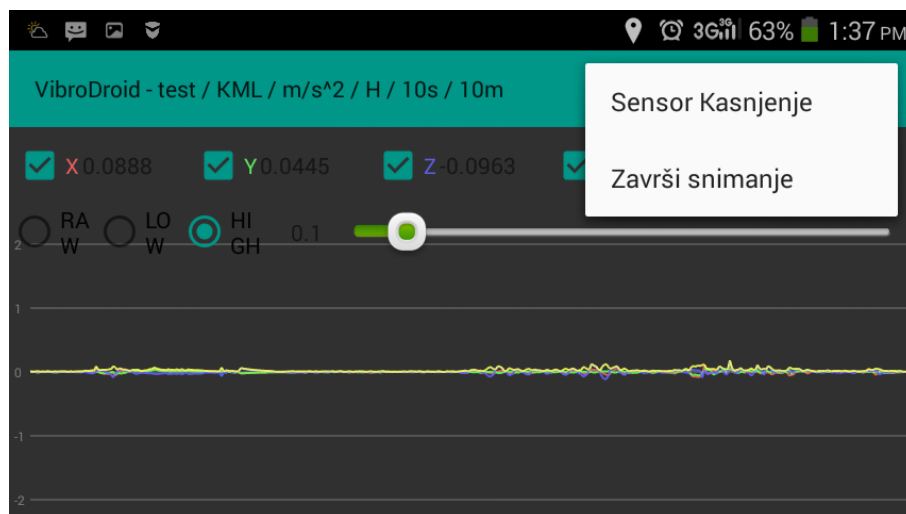 3G 3G 63% 1:37 PM
VibroDroid - test / KML / m/s^2 / H / 10s / 10m
Sensor Kasnjenje
Završi snimanje
X 0.0888 Y 0.0445 Z -0.0963
RA
W
LO
W
HI
GH
0.1
2
1
0
-1
-2